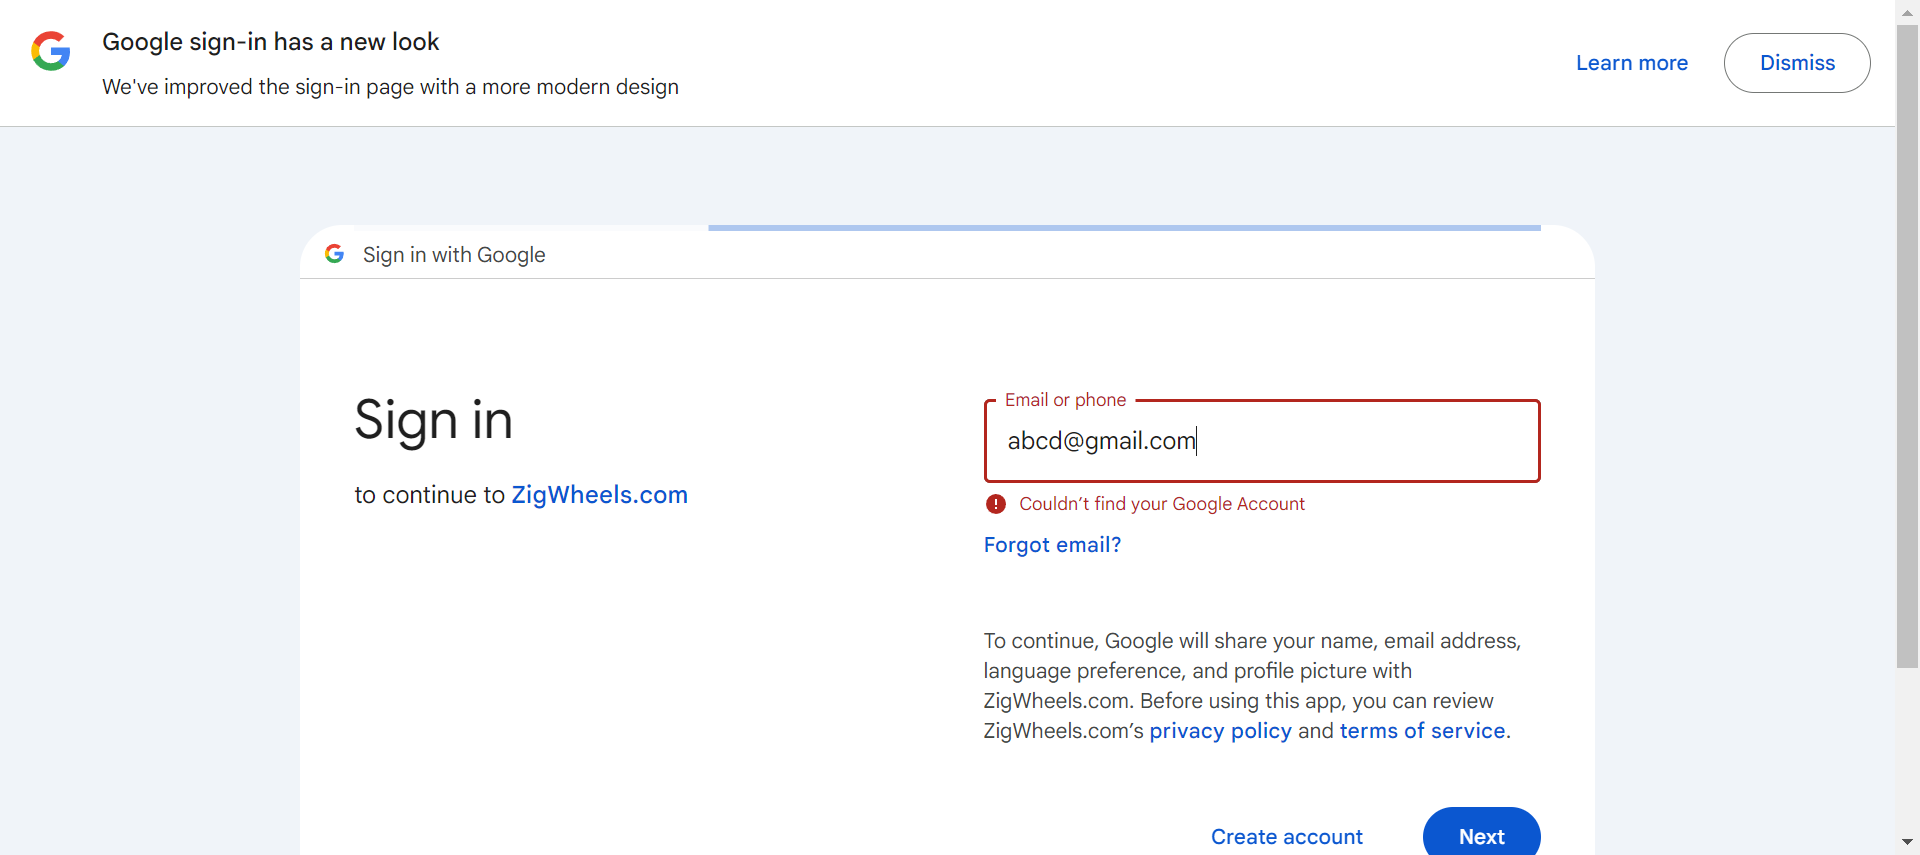 Google sign-in has a new look
We've improved the sign-in page with a more modern design
Learn more
Dismiss
Sign in with Google
Sign in
to continue to ZigWheels.com
Email or phone
abcd@gmail.com
Couldn’t find your Google Account
Forgot email?
To continue, Google will share your name, email address,
language preference, and profile picture with
ZigWheels.com. Before using this app, you can review
ZigWheels.com’s privacy policy and terms of service.
Create account
Next